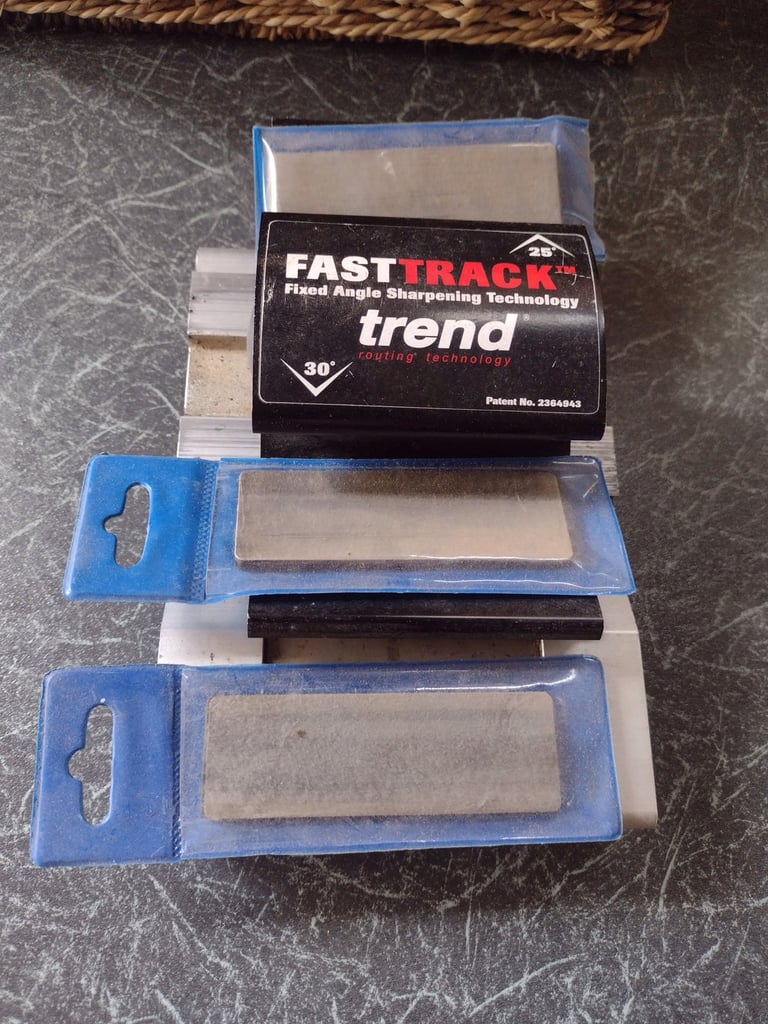 25°
FASTTRACK™
Fixed Angle Sharpening Technology
trend®
routing technology
30°
Patent No. 2364943